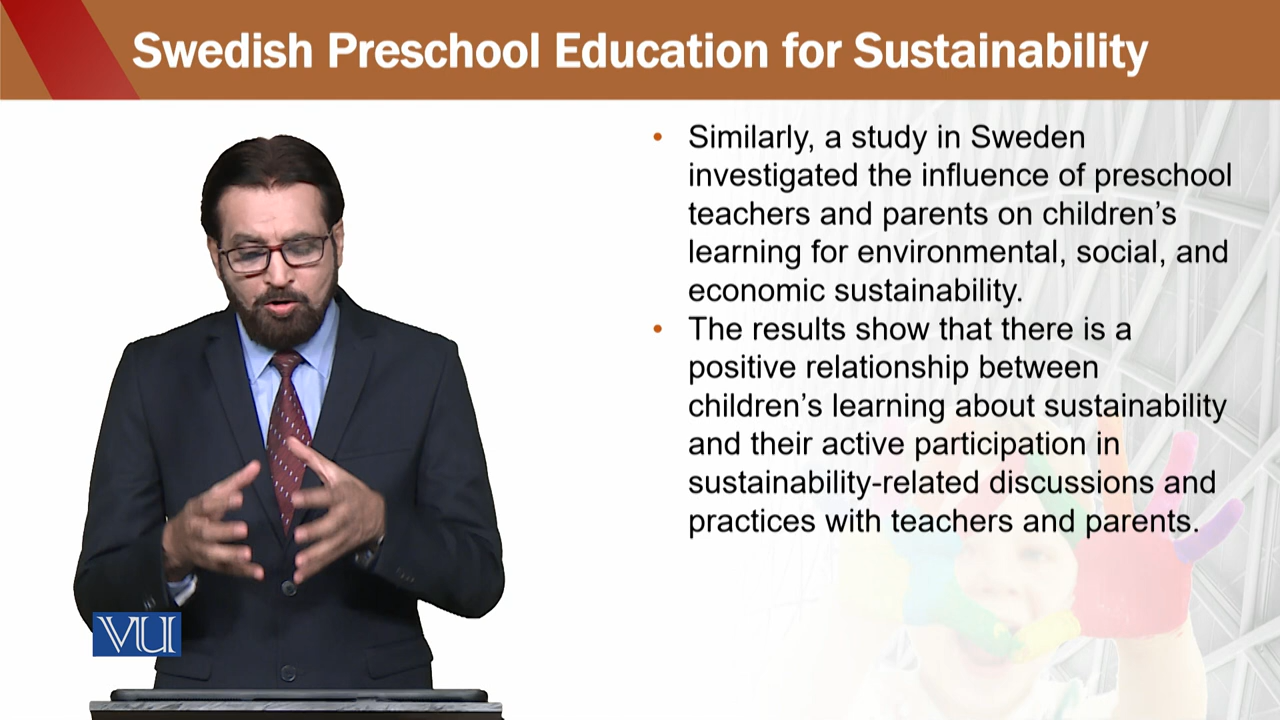 Swedish Preschool Education for Sustainability
• Similarly, a study in Sweden
investigated the influence of preschool
teachers and parents on children’s
learning for environmental, social, and
economic sustainability.
• The results show that there is a
positive relationship between
children’s learning about sustainability
and their active participation in
sustainability-related discussions and
practices with teachers and parents.
VU